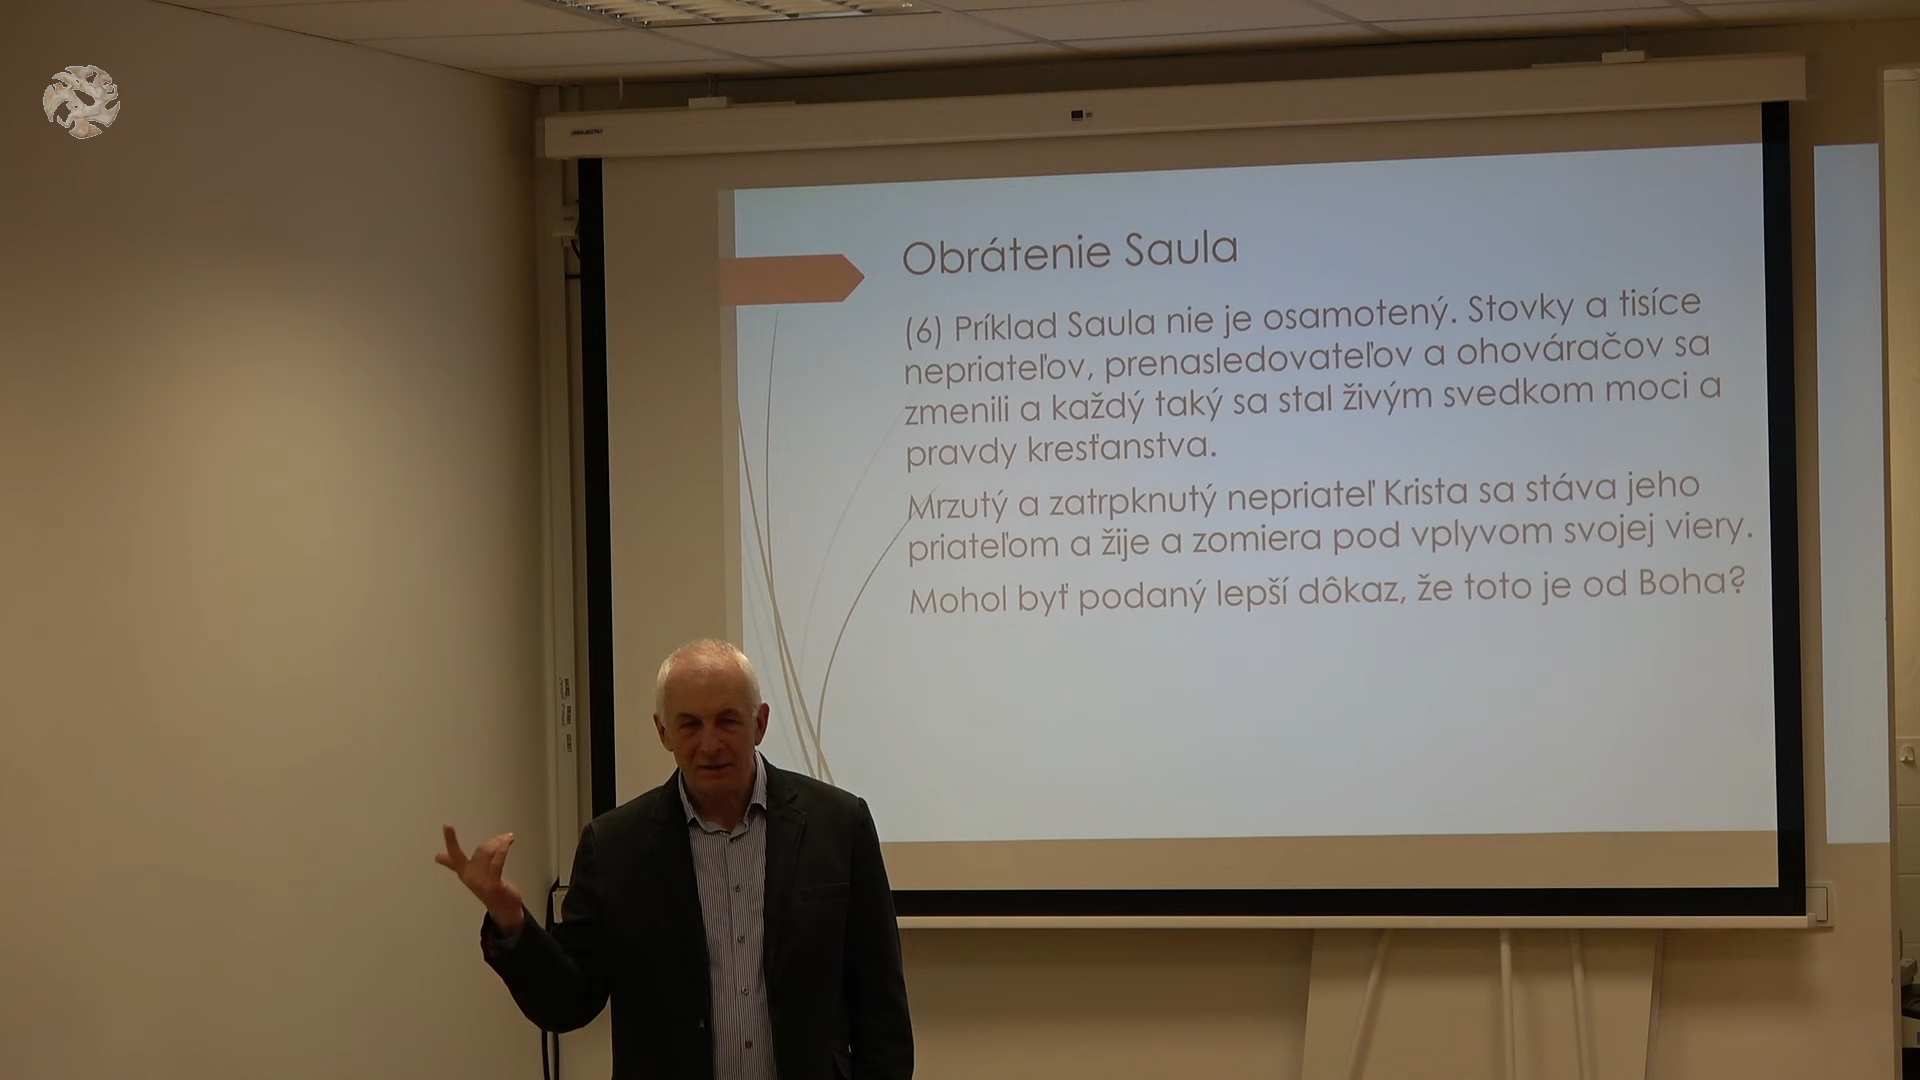 Obrátenie Saula
(6) Príklad Saula nie je osamotený. Stovky a tisíce
nepriateľov, prenasledovateľov a ohováračov sa
zmenili a každý taký sa stal živým svedkom moci a
pravdy kresťanstva.
Mrzutý a zatrpknutý nepriateľ Krista sa stáva jeho
priateľom a žije a zomiera pod vplyvom svojej viery.
Mohol byť podaný lepší dôkaz, že toto je od Boha?